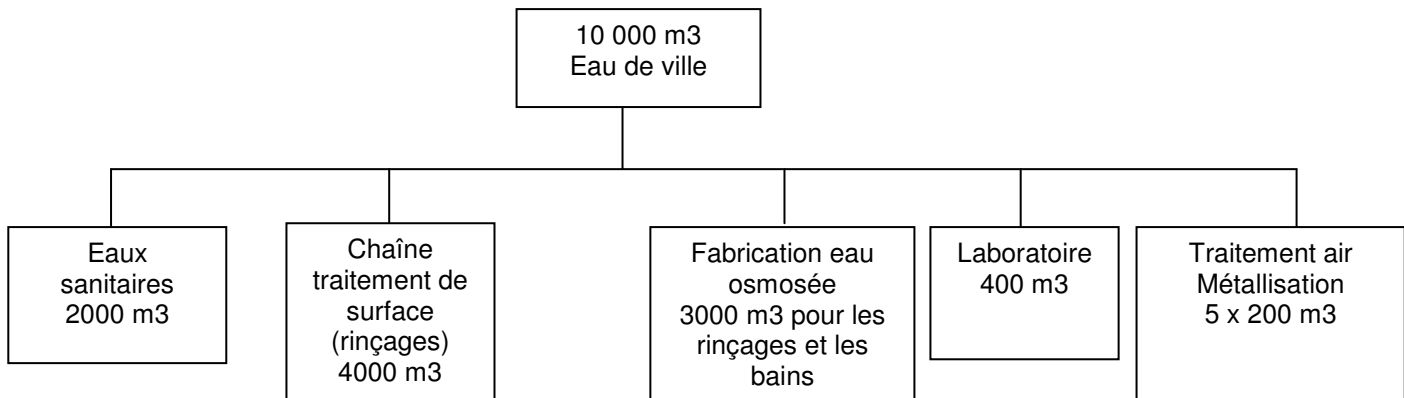 10 000 m3
Eau de ville
Eaux
sanitaires
2000 m3
Chaîne
traitement de
surface
(rinçages)
4000 m3
Fabrication eau
osmosée
3000 m3 pour les
rinçages et les
bains
Laboratoire
400 m3
Traitement air
Métallisation
5 x 200 m3